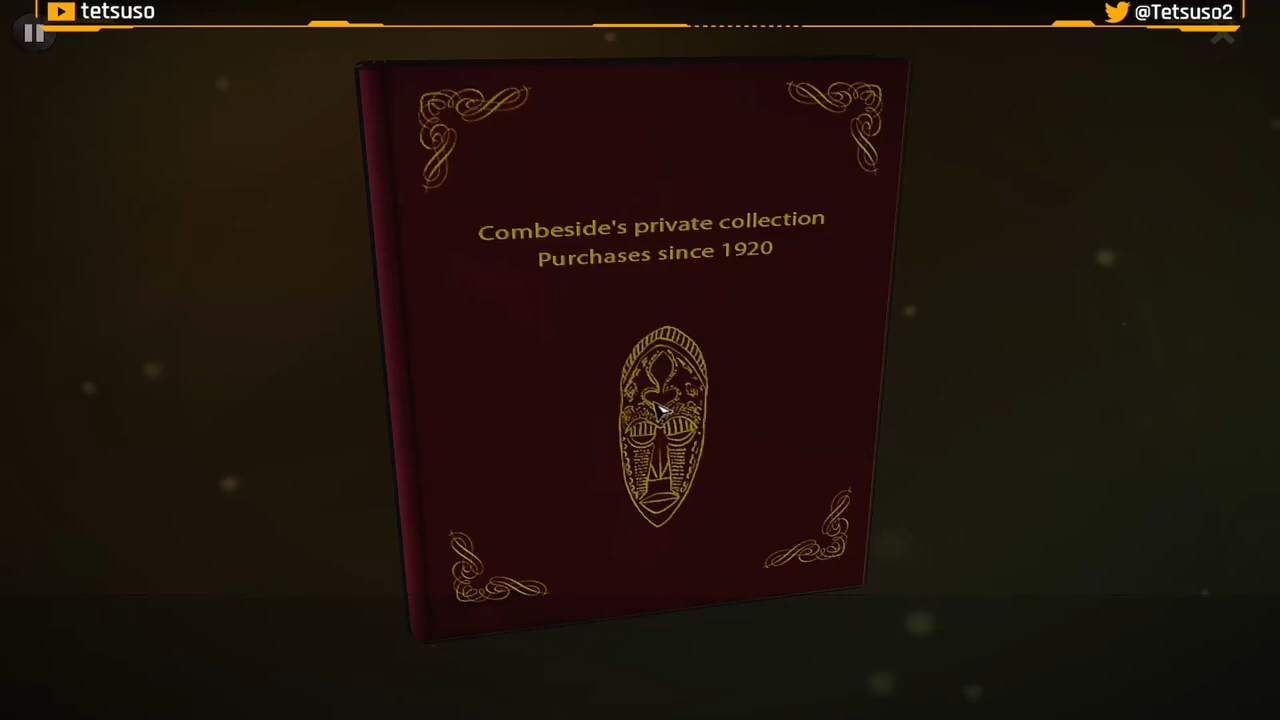 tetsuso
@Tetsuso2
Combeside's private collection
Purchases since 1920